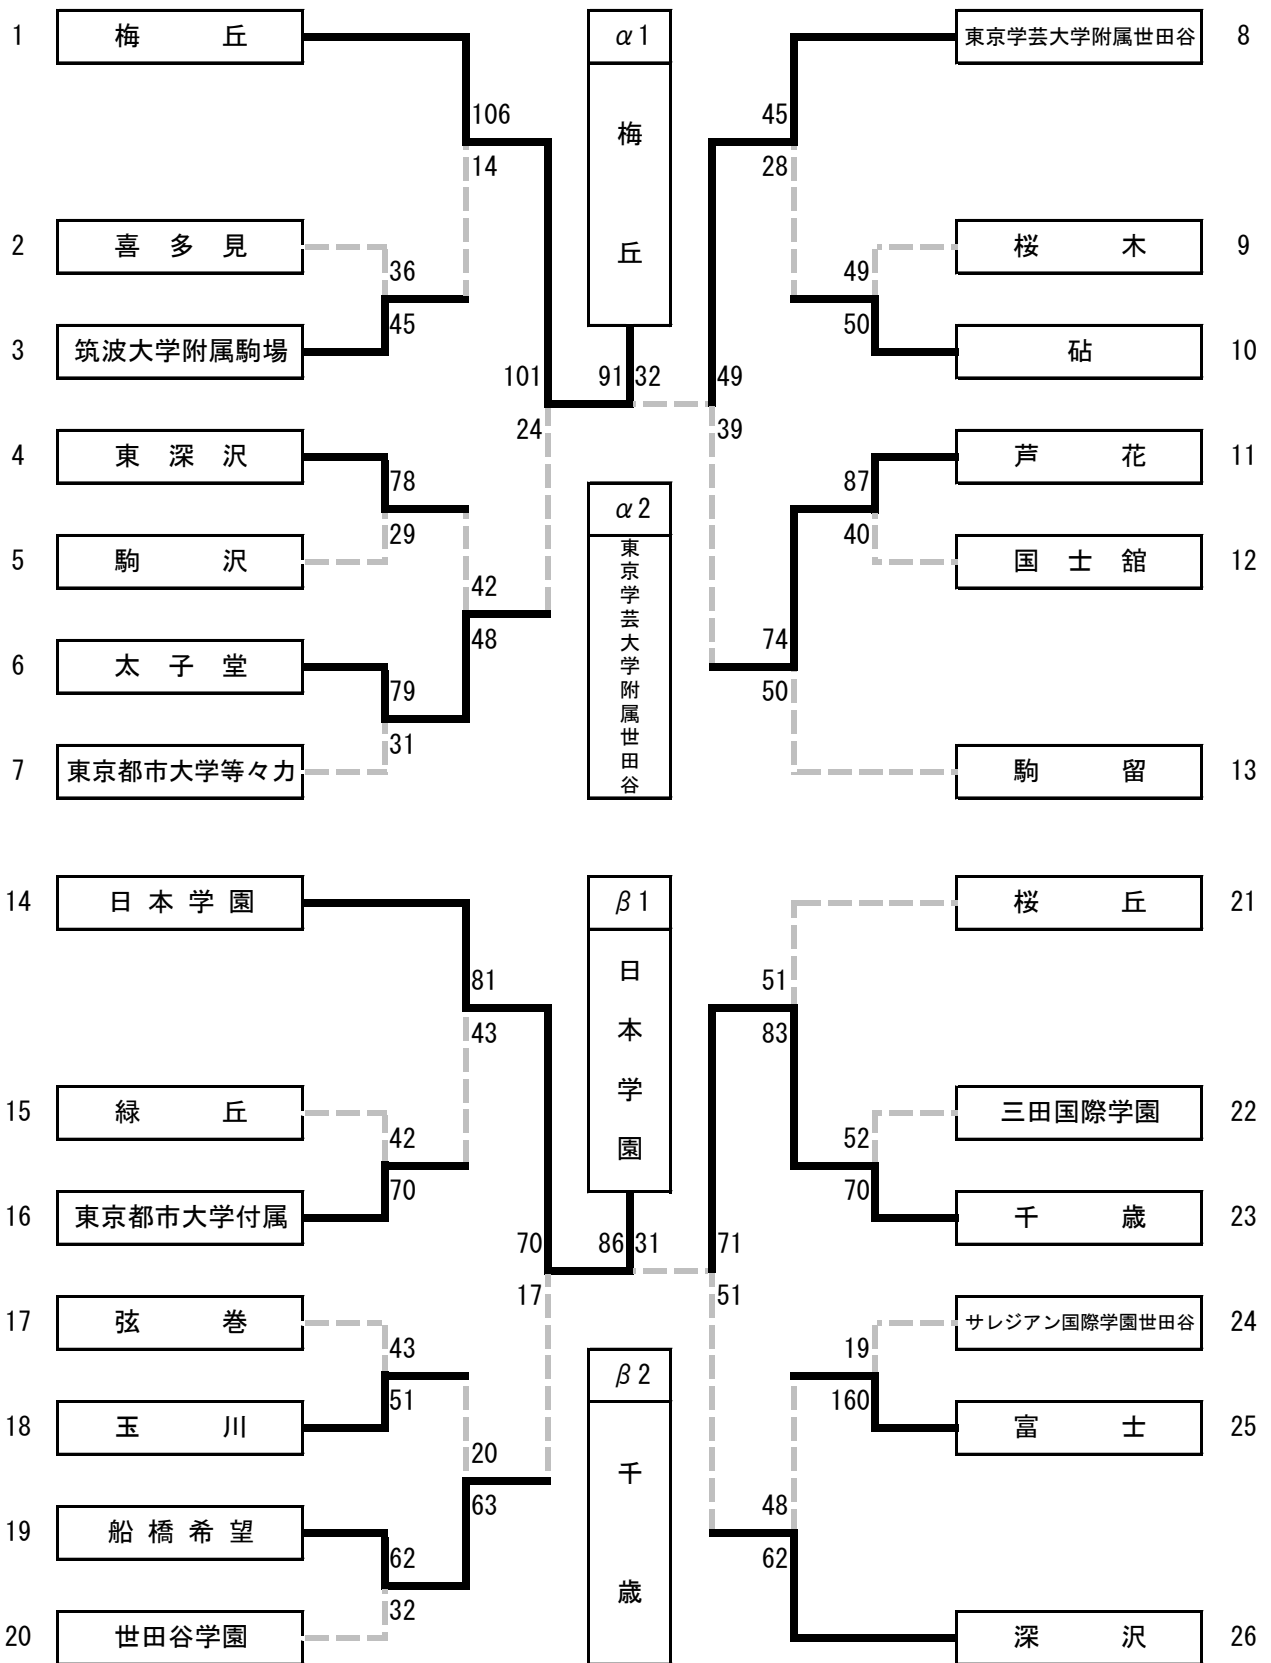 1 梅丘 α1 東京学芸大学附属世田谷 8
106 45
梅
14 28
2 喜多見 丘 桜木 9
36 49
45 50
3 筑波大学附属駒場 砧 10
101 91 32 49
24 39
4 東深沢 芦花 11
78 87
α2
29 40
5 駒沢 東京学芸大学附属世田谷 国士舘 12
42
48 74
6 太子堂
79 50
31
7 東京都市大学等々力 駒留 13
14 日本学園 β1 桜丘 21
日本学園
81 51
43 83
15 緑丘 三田国際学園 22
42 52
70 70
16 東京都市大学付属 千歳 23
70 86 31 71
17 51
17 弦巻 サレジアン国際学園世田谷 24
43 19
β2
51 160
18 玉川 富士 25
20
千歳
63 48
19 船橋希望
62 62
32
20 世田谷学園 深沢 26